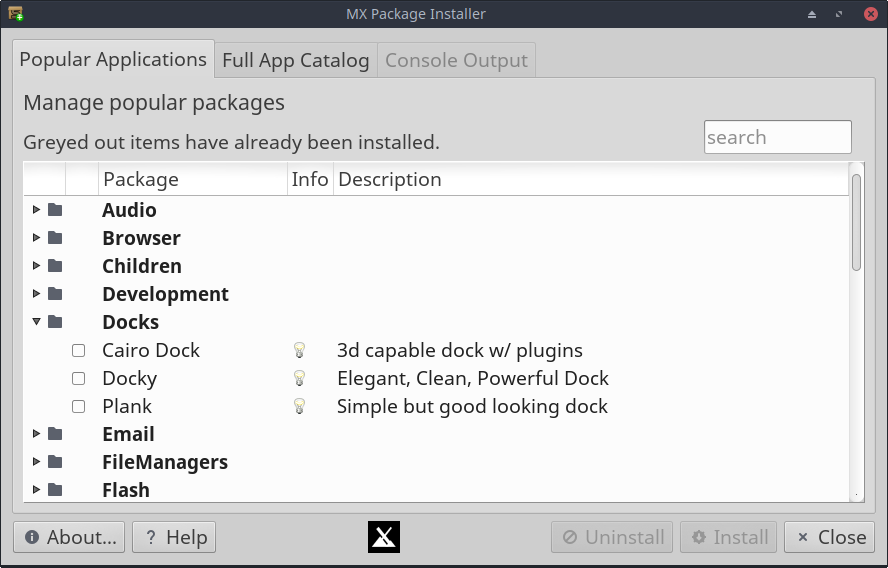 MX Package Installer
Popular Applications Full App Catalog Console Output
Manage popular packages
Greyed out items have already been installed.
search
Package Info Description
Audio
Browser
Children
Development
Docks
Cairo Dock 3d capable dock w/ plugins
Docky Elegant, Clean, Powerful Dock
Plank Simple but good looking dock
Email
FileManagers
Flash
About... ? Help Uninstall Install Close